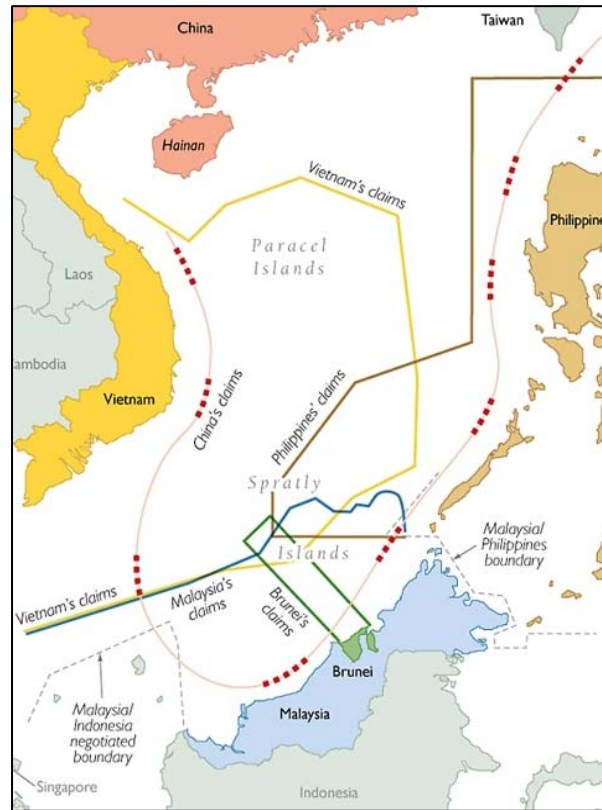 China
Taiwan
Hainan
Vietnam's claims
Paracel
Islands
Philippine
Laos
ambodia
Vietnam
China's claims
Philippines' claims
Spratly
Islands
Malaysia/
Philippines
boundary
Vietnam's claims
Malaysia's
claims
Brunei's
claims
Brunei
Malaysia/
Indonesia
negotiated
boundary
Malaysia
Singapore
Indonesia